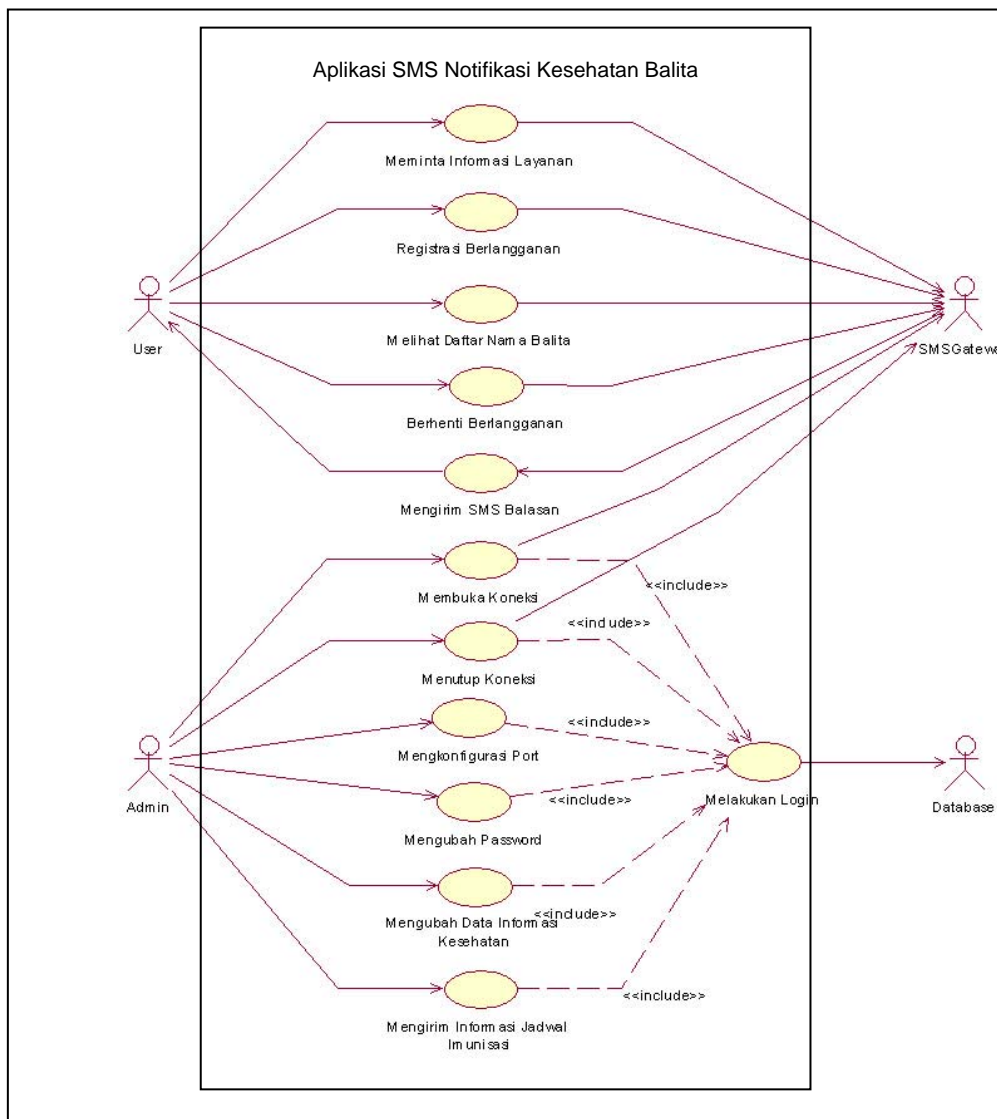 Aplikasi SMS Notifikasi Kesehatan Balita
Meminta Informasi Layanan
Registrasi Berlangganan
Melihat Daftar Nama Balita
User
SMSGatewa
Berhenti Berlangganan
Mengirim SMS Balasan
Membuka Koneksi
<<include>>
<<include>>
Menutup Koneksi
<<include>>
Mengkonfigurasi Port
Admin
<<include>>
Melakukan Login
Database
Mengubah Password
Mengubah Data Informasi
Kesehatan
<<include>>
<<include>>
Mengirim Informasi Jadwal
Imunisasi